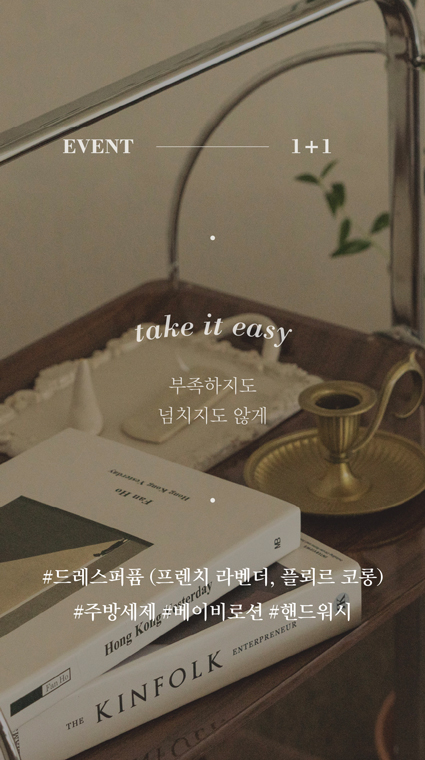 EVENT 1+1
take it easy
부족하지도
넘치지도 않게
Hong Kong Yesterday
Fan Ho
#드레스퍼퓸 (프렌치 라벤더, 플뢰르 코롱)
#주방세제 #베이비로션 #핸드워시
Hong Kong Yesterday
Fan Ho
THE KINFOLK ENTERPRENEUR
KINFOLK